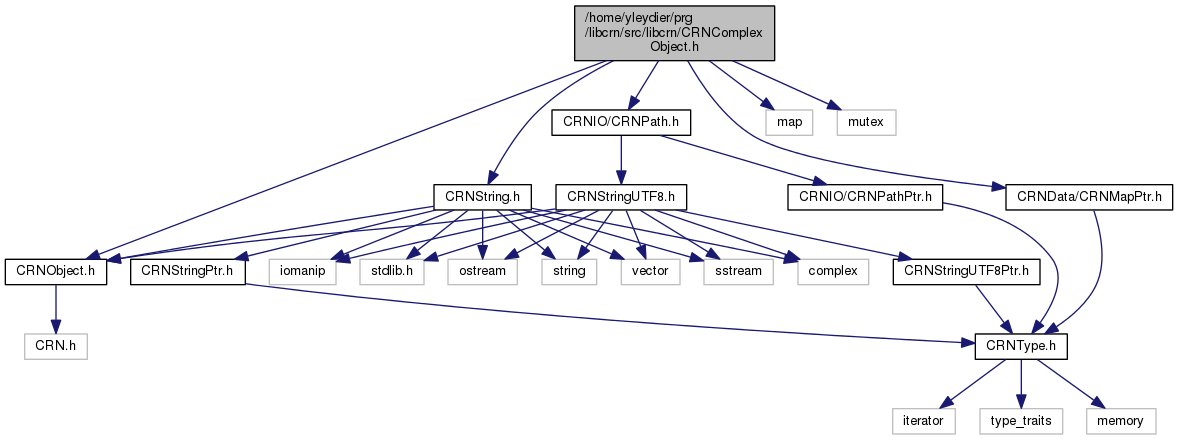 /home/yleydier/prg
/libcrn/src/libcrn/CRNComplex
Object.h
CRNIO/CRNPath.h
map
mutex
CRNString.h
CRNStringUTF8.h
CRNIO/CRNPathPtr.h
CRNData/CRNMapPtr.h
CRNObject.h
CRNStringPtr.h
iomanip
stdlib.h
ostream
string
vector
sstream
complex
CRNStringUTF8Ptr.h
CRN.h
CRNType.h
iterator
type_traits
memory